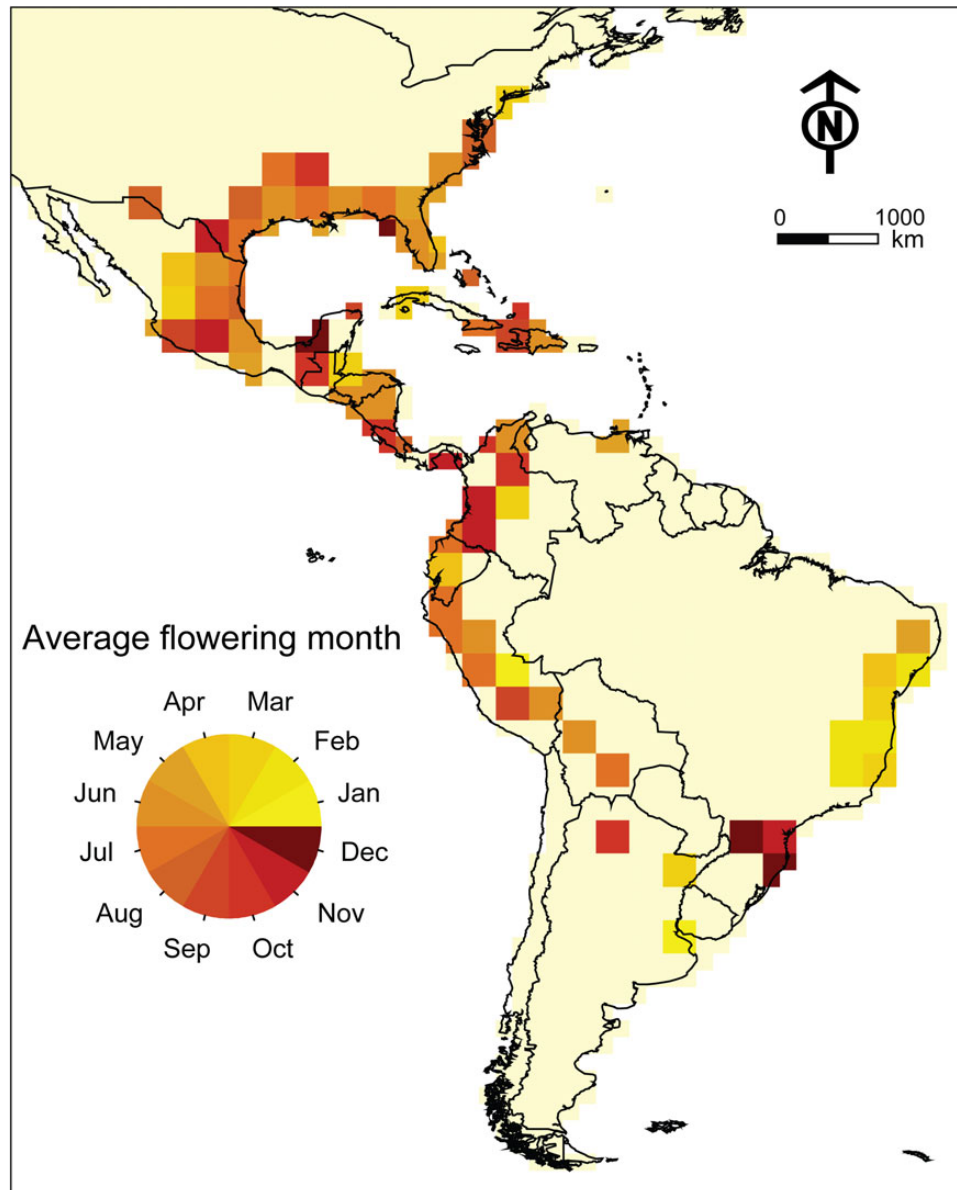 N
0 1000
km
Average flowering month
Apr Mar
May Feb
Jun Jan
Jul Dec
Aug Nov
Sep Oct